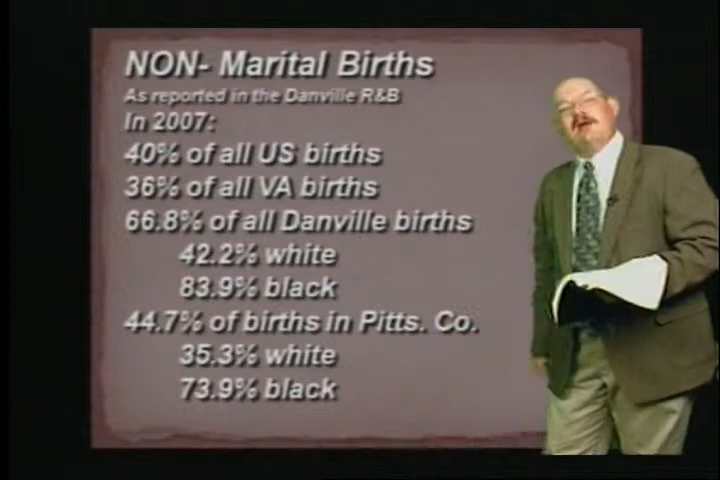 NON- Marital Births
As reported in the Danville R&B
In 2007:
40% of all US births
36% of all VA births
66.8% of all Danville births
42.2% white
83.9% black
44.7% of births in Pitts. Co.
35.3% white
73.9% black